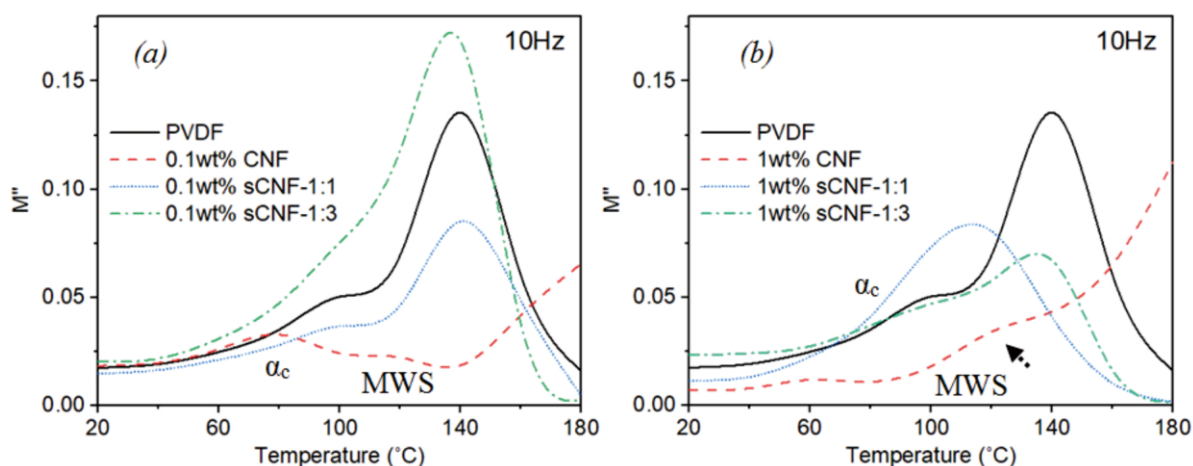 (a)
10Hz
PVDF
0.1wt% CNF
0.1wt% sCNF-1:1
0.1wt% sCNF-1:3
αc
MWS
M"
0.15
0.10
0.05
0.00
20 60 100 140 180
Temperature (°C)
(b)
10Hz
PVDF
1wt% CNF
1wt% sCNF-1:1
1wt% sCNF-1:3
αc
MWS
M"
0.15
0.10
0.05
0.00
20 60 100 140 180
Temperature (°C)